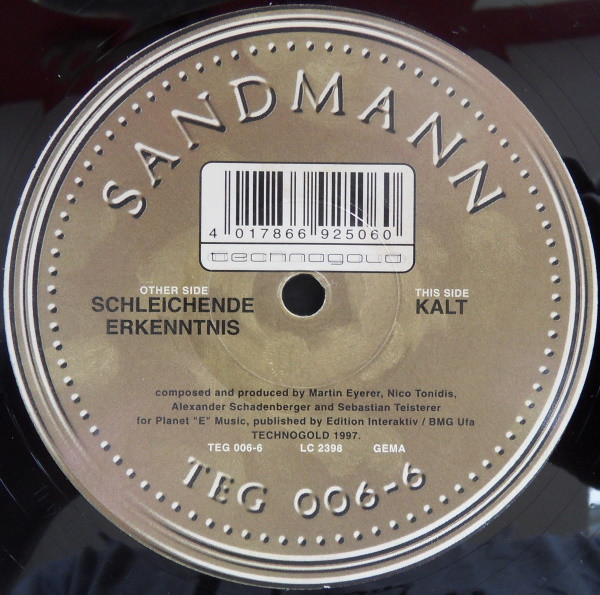 SANDMANN
4 017866 925060
technogold
OTHER SIDE
SCHLEICHENDE
ERKENNTNIS
THIS SIDE
KALT
composed and produced by Martin Eyerer, Nico Tonidis,
Alexander Schadenberger and Sebastian Teisterer
for Planet "E" Music, published by Edition Interaktiv / BMG Ufa
TECHNOGOLD 1997.
TEG 006-6 LC 2398 GEMA
TEG 006-6